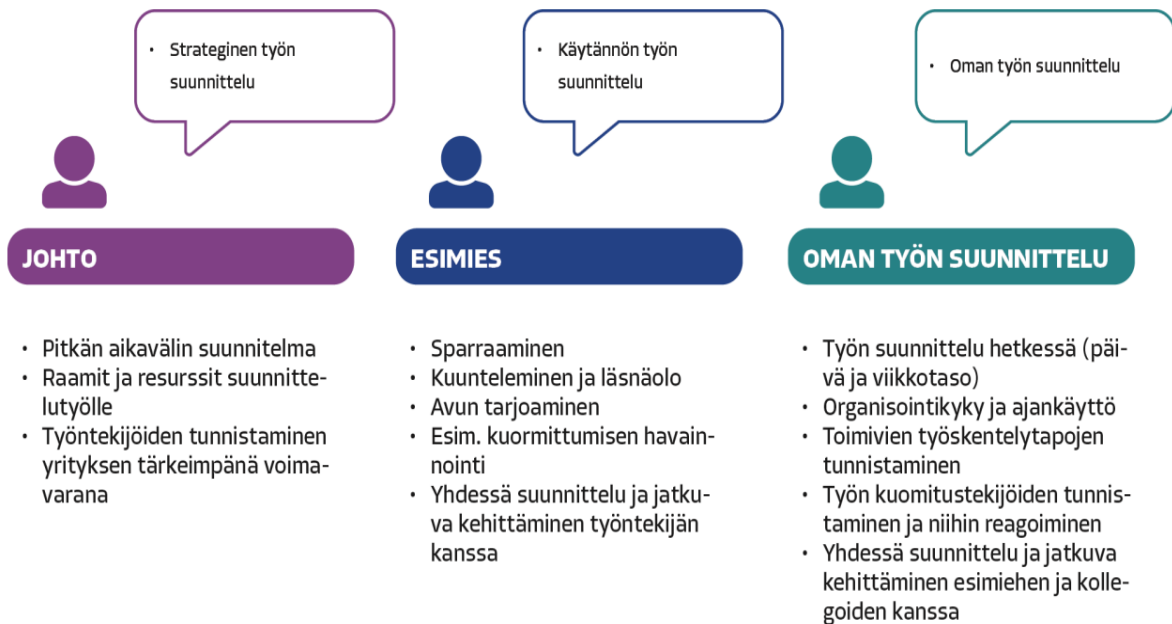 • Strateginen työn
suunnittelu
• Käytännön työn
suunnittelu
• Oman työn suunnittelu
JOHTO
• Pitkän aikavälin suunnitelma
• Raamit ja resurssit suunnitte-
lutyölle
• Työntekijöiden tunnistaminen
yrityksen tärkeimpänä voima-
varana
ESIMIES
• Sparraaminen
• Kuunteleminen ja läsnäolo
• Avun tarjoaminen
• Esim. kuormittumisen havain-
nointi
• Yhdessä suunnittelu ja jatku-
va kehittäminen työntekijän
kanssa
OMAN TYÖN SUUNNITTELU
• Työn suunnittelu hetkessä (päi-
vä ja viikkotaso)
• Organisointikyky ja ajankäyttö
• Toimivien työskentelytapojen
tunnistaminen
• Työn kuomitustekijöiden tunnis-
taminen ja niihin reagoiminen
• Yhdessä suunnittelu ja jatkuva
kehittäminen esimiehen ja kolle-
goiden kanssa